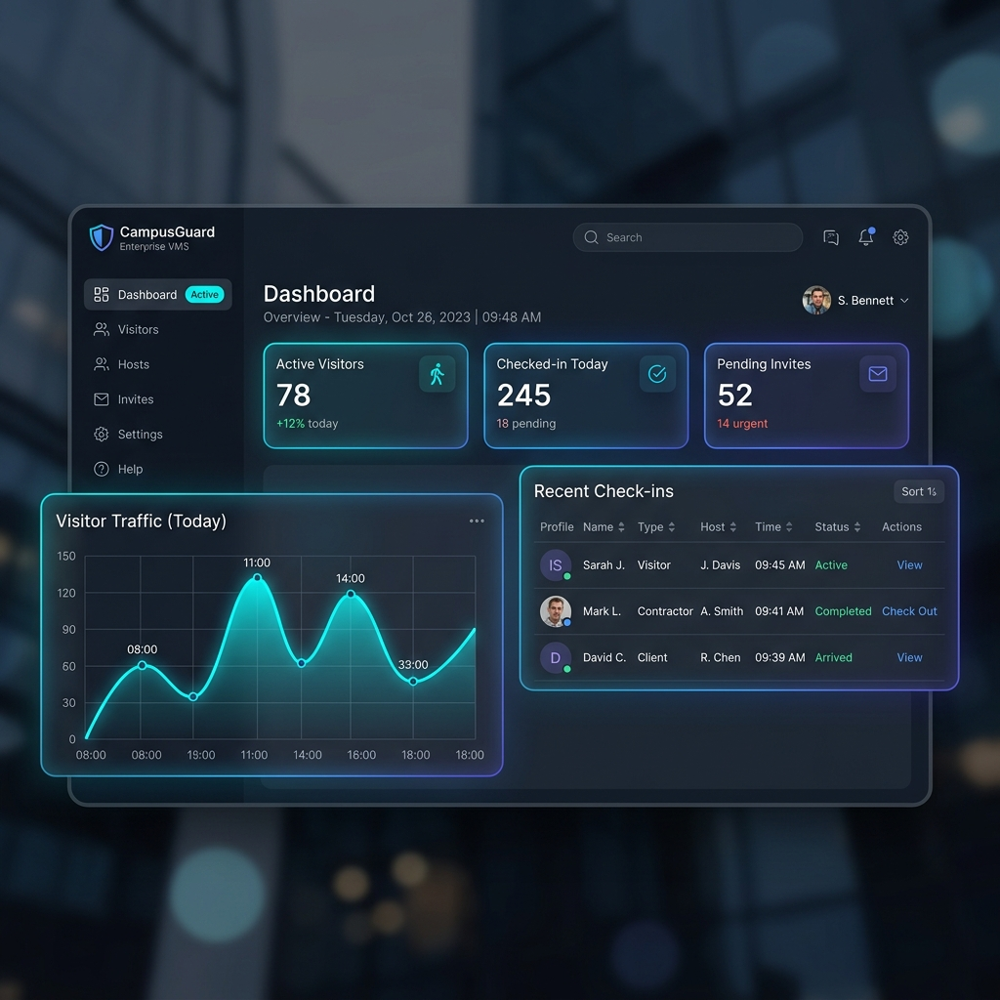 CampusGuard
Enterprise VMS
Search
Dashboard Active
Visitors
Hosts
Invites
Settings
Help
Dashboard
Overview - Tuesday, Oct 26, 2023 | 09:48 AM
S. Bennett
Active Visitors
78
+12% today
Checked-in Today
245
18 pending
Pending Invites
52
14 urgent
Visitor Traffic (Today)
150
120
90
60
30
0
08:00
11:00
14:00
33:00
08:00 08:00 19:00 11:00 14:00 16:00 18:00 18:00
Recent Check-ins
Sort
Profile Name Type Host Time Status Actions
IS Sarah J. Visitor J. Davis 09:45 AM Active View
Mark L. Contractor A. Smith 09:41 AM Completed Check Out
D David C. Client R. Chen 09:39 AM Arrived View